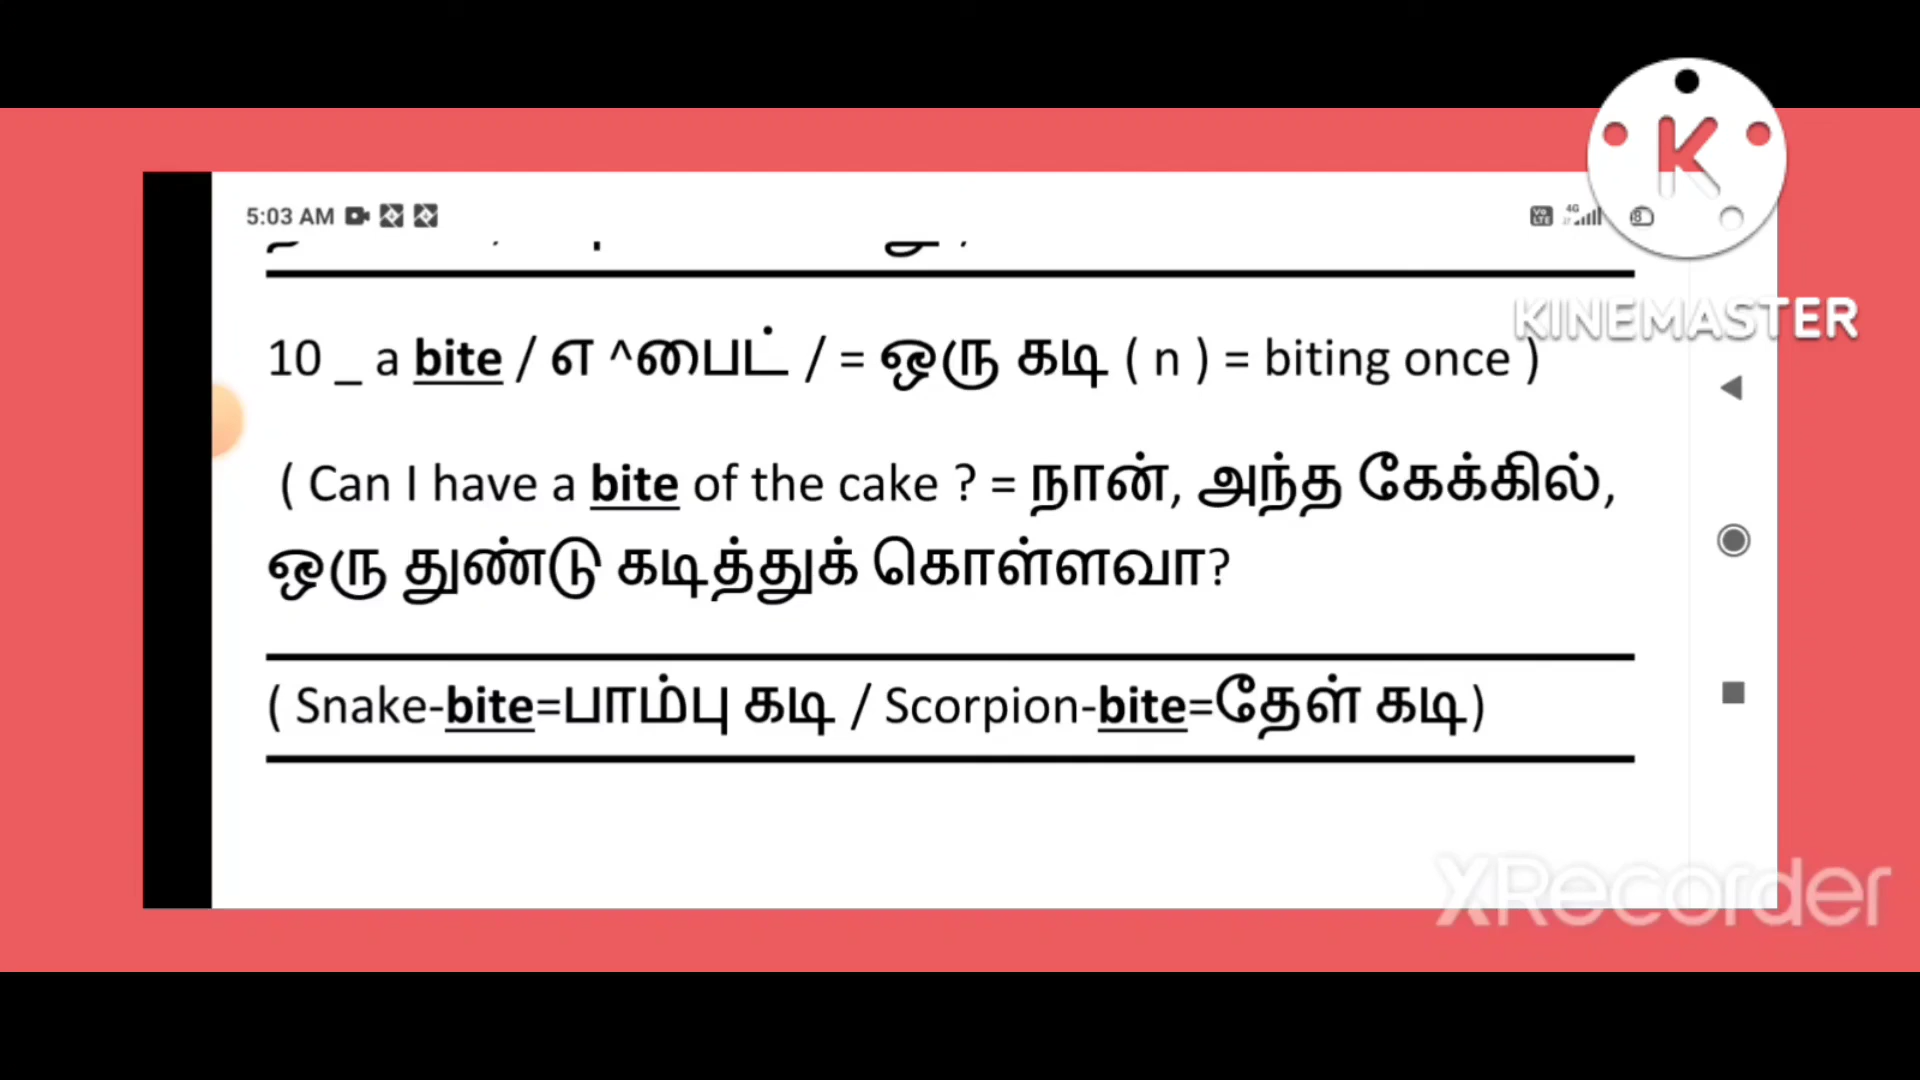 5:03 AM
KINEMASTER
10 _ a bite / எ ^பைட் / = ஒரு கடி ( n ) = biting once )
( Can I have a bite of the cake ? = நான், அந்த கேக்கில்,
ஒரு துண்டு கடித்துக் கொள்ளவா?
( Snake-bite=பாம்பு கடி / Scorpion-bite=தேள் கடி)
XRecorder